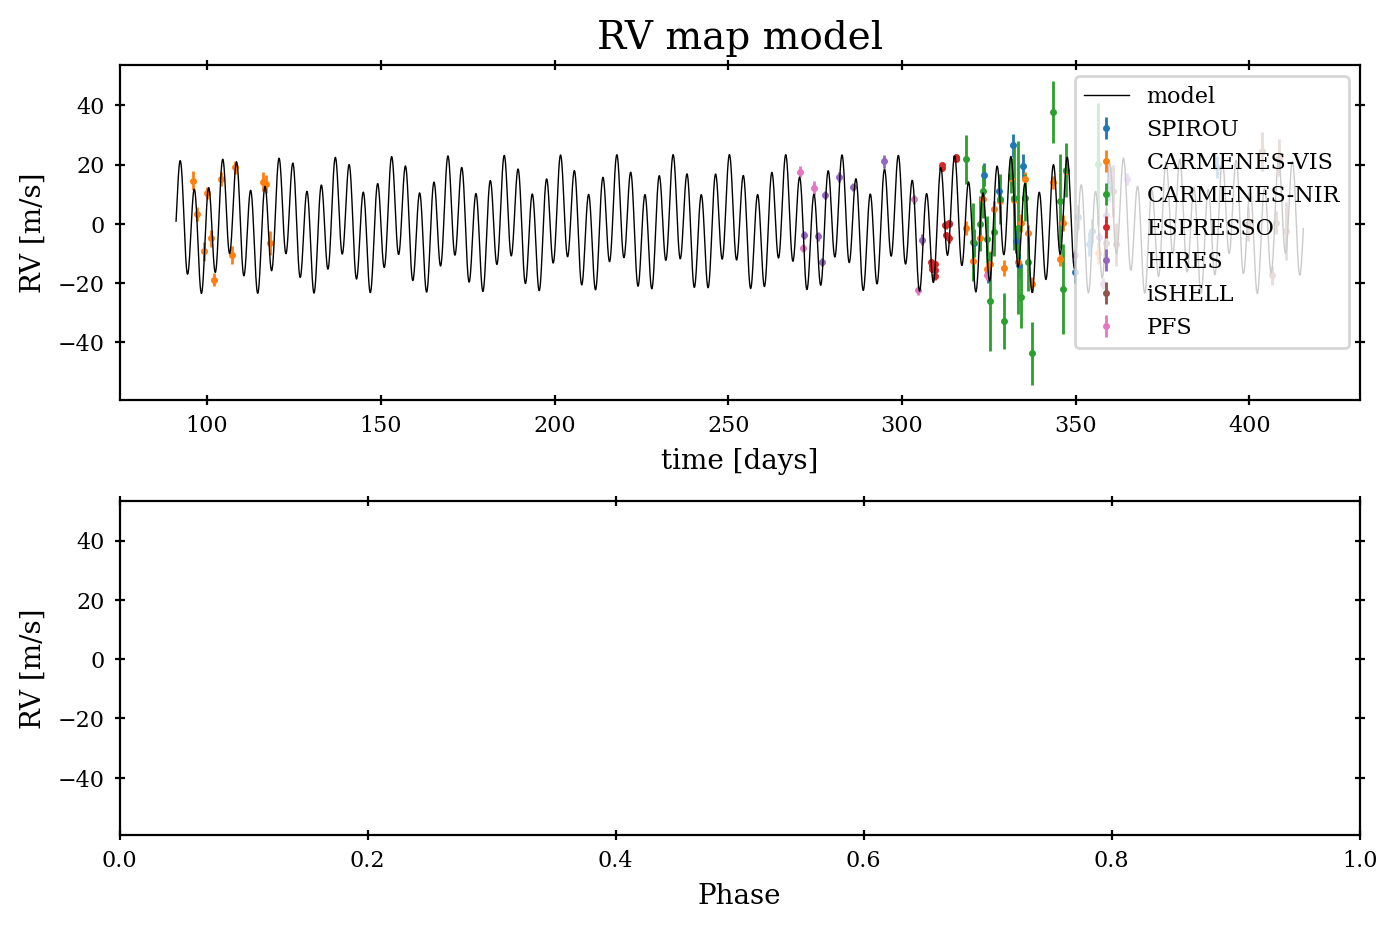 RV map model
RV [m/s]
40
20
0
−20
−40
model
SPIROU
CARMENES-VIS
CARMENES-NIR
ESPRESSO
HIRES
iSHELL
PFS
100 150 200 250 300 350 400
time [days]
RV [m/s]
40
20
0
−20
−40
0.0 0.2 0.4 0.6 0.8 1.0
Phase